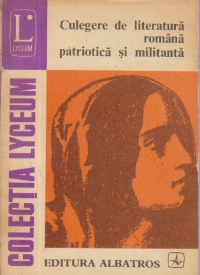 L
LYCEUM
Culegere de literatură
română
patriotică și militantă
COLECȚIA LYCEUM
EDITURA ALBATROS